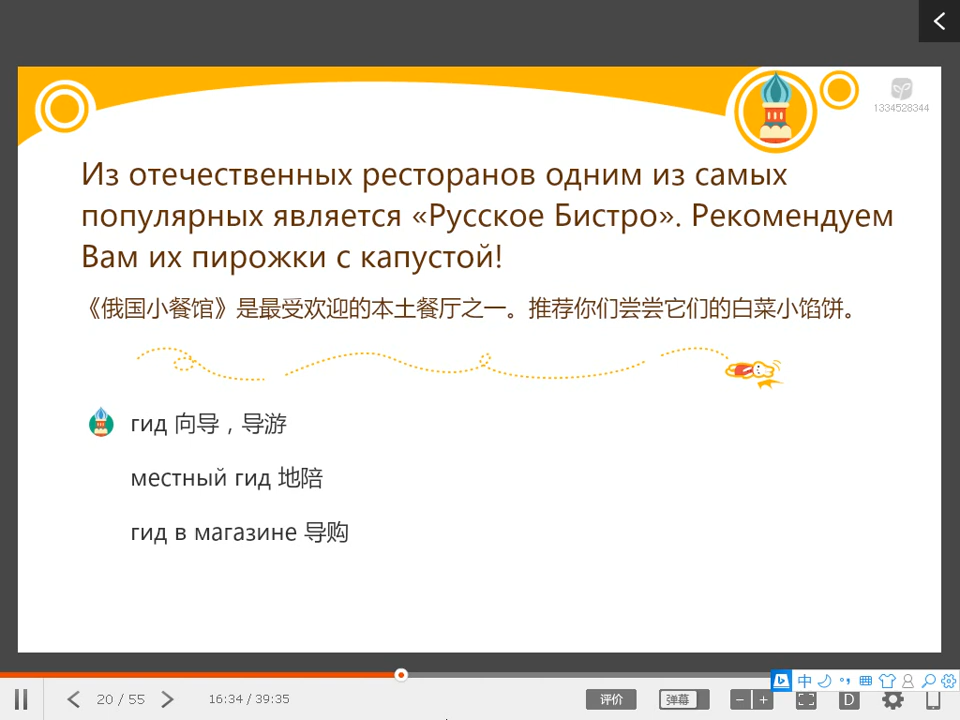 1334528344
Из отечественных ресторанов одним из самых
популярных является «Русское Бистро». Рекомендуем
Вам их пирожки с капустой!
《俄国小餐馆》是最受欢迎的本土餐厅之一。推荐你们尝尝它们的白菜小馅饼。
гид 向导，导游
местный гид 地陪
гид в магазине 导购
20 / 55 16:34 / 39:35 评价 弹幕 − + D
中